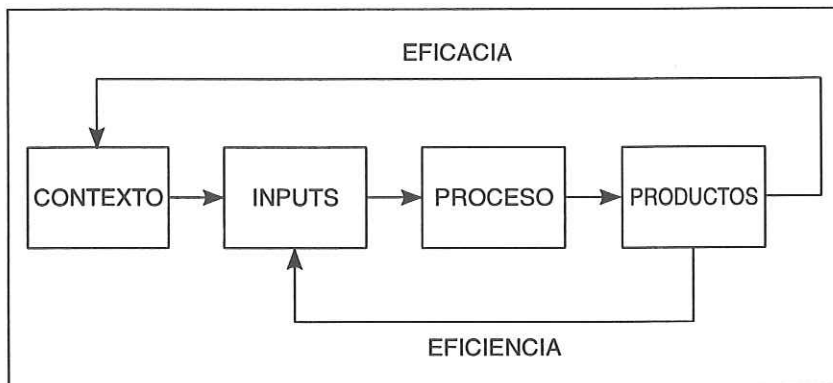 EFICACIA
CONTEXTO
INPUTS
PROCESO
PRODUCTOS
EFICIENCIA